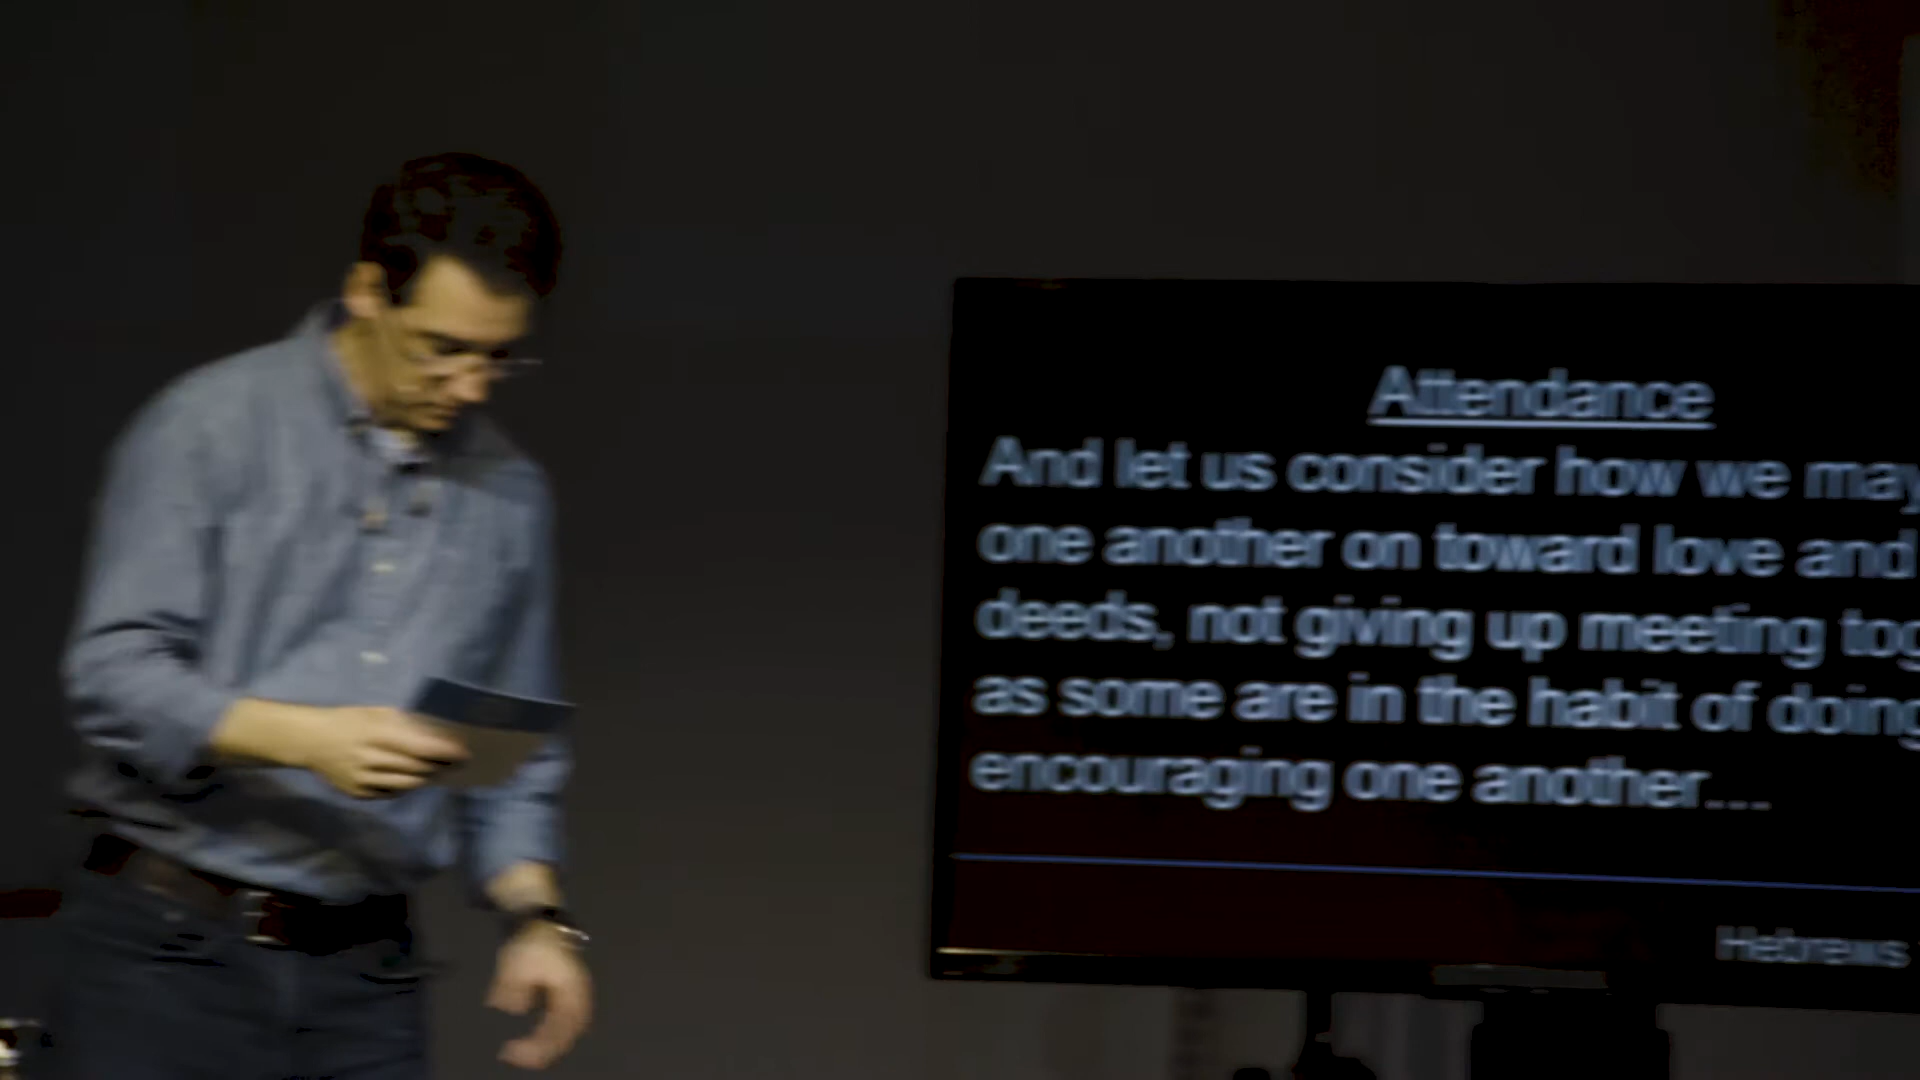 Attendance
And let us consider how we may
one another on toward love and
deeds, not giving up meeting tog
as some are in the habit of doing
encouraging one another....
Hebrews